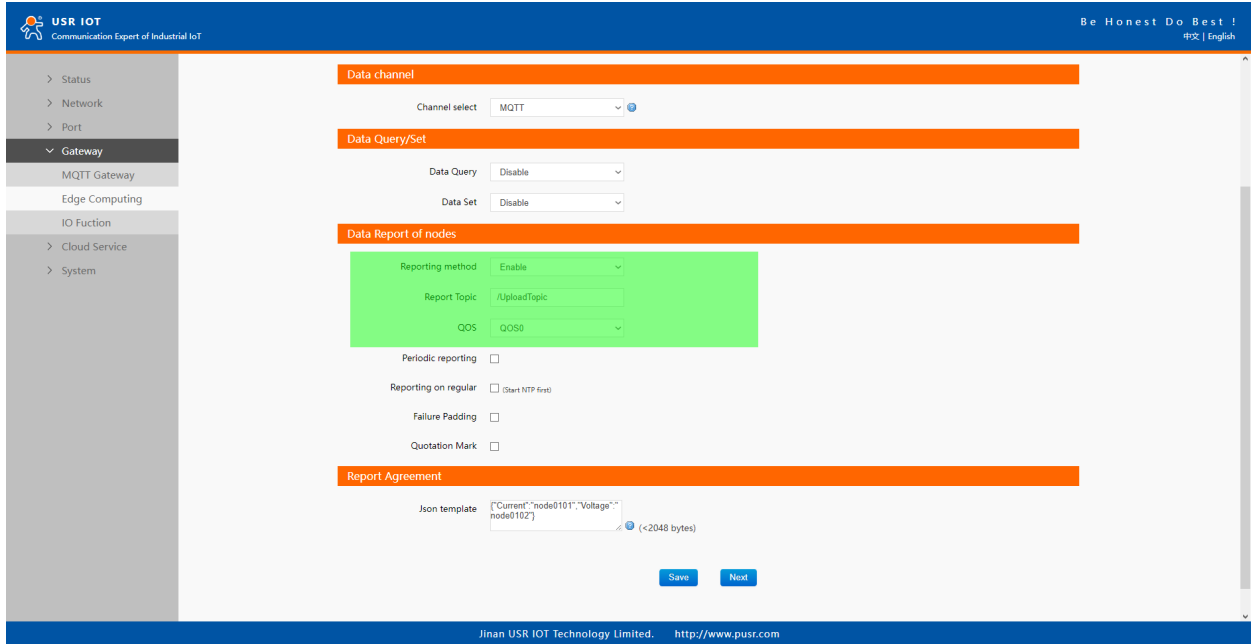 USR IOT
Communication Expert of Industrial IoT
Be Honest Do Best !
中文 | English
Status
Network
Port
Gateway
MQTT Gateway
Edge Computing
IO Fuction
Cloud Service
System
Data channel
Channel select MQTT
Data Query/Set
Data Query Disable
Data Set Disable
Data Report of nodes
Reporting method Enable
Report Topic /UploadTopic
QOS QOS0
Periodic reporting
Reporting on regular (Start NTP first)
Failure Padding
Quotation Mark
Report Agreement
Json template {"Current":"node0101","Voltage":"
node0102"}
(<2048 bytes)
Save Next
Jinan USR IOT Technology Limited. http://www.pusr.com